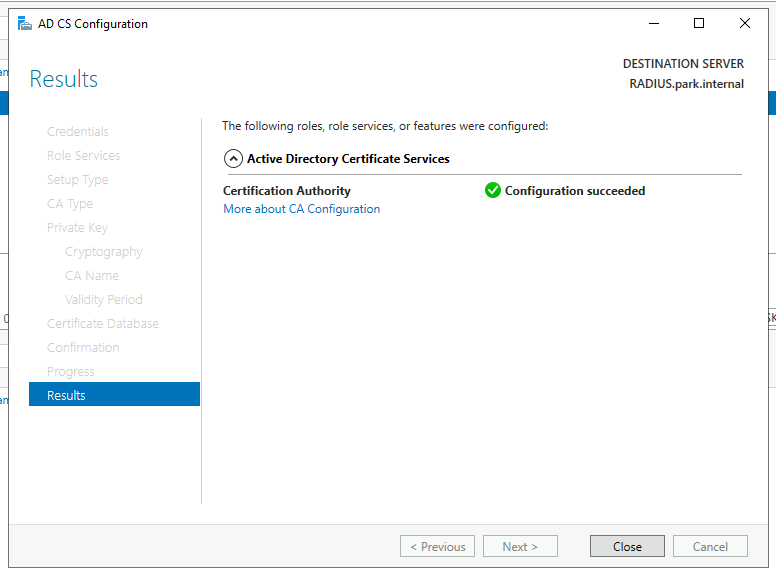 AD CS Configuration
Results
DESTINATION SERVER
RADIUS.park.internal
Credentials
Role Services
Setup Type
CA Type
Private Key
Cryptography
CA Name
Validity Period
Certificate Database
Confirmation
Progress
Results
The following roles, role services, or features were configured:
Active Directory Certificate Services
Certification Authority
Configuration succeeded
More about CA Configuration
< Previous
Next >
Close
Cancel